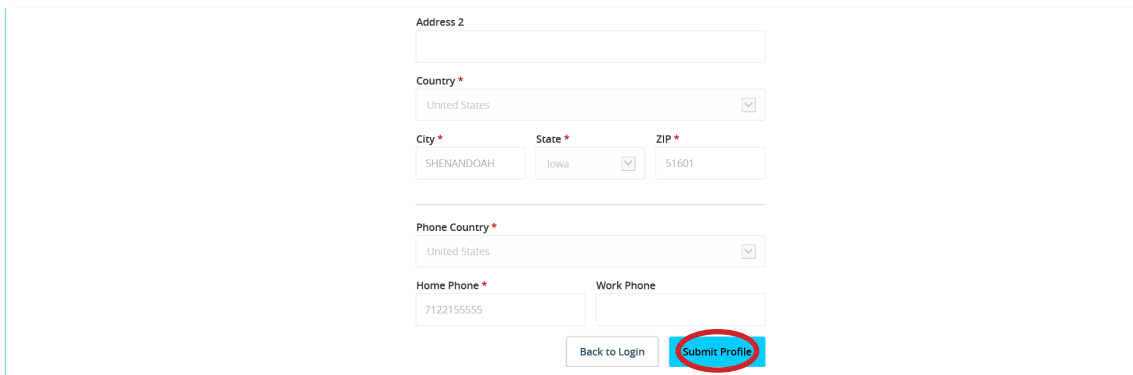 Address 2
Country *
United States
City * State * ZIP *
SHENANDOAH Iowa 51601
Phone Country *
United States
Home Phone * Work Phone
7122155555
Back to Login Submit Profile